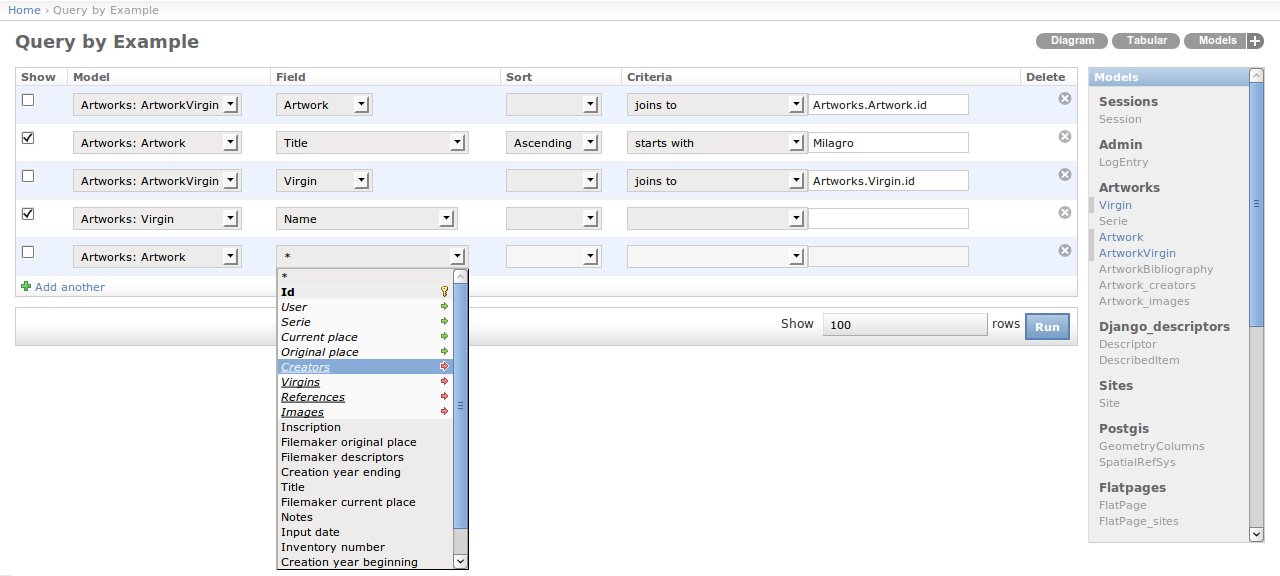 Home › Query by Example
Query by Example
Diagram Tabular Models +
Show Model Field Sort Criteria Delete
Artworks: ArtworkVirgin Artwork joins to Artworks.Artwork.id
Artworks: Artwork Title Ascending starts with Milagro
Artworks: ArtworkVirgin Virgin joins to Artworks.Virgin.id
Artworks: Virgin Name
Artworks: Artwork *
Add another
*
Id
User
Serie
Current place
Original place
Creators
Virgins
References
Images
Inscription
Filemaker original place
Filemaker descriptors
Creation year ending
Title
Filemaker current place
Notes
Input date
Inventory number
Creation year beginning
Show 100 rows Run
Models
Sessions
Session
Admin
LogEntry
Artworks
Virgin
Serie
Artwork
ArtworkVirgin
ArtworkBibliography
Artwork_creators
Artwork_images
Django_descriptors
Descriptor
DescribedItem
Sites
Site
Postgis
GeometryColumns
SpatialRefSys
Flatpages
FlatPage
FlatPage_sites